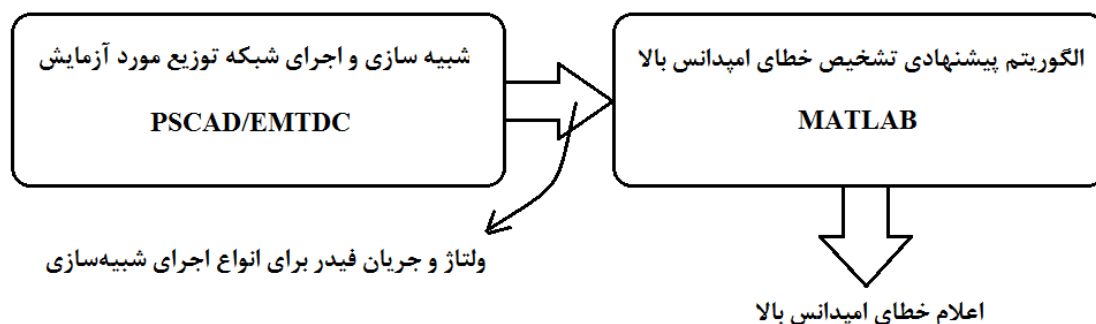 شبیه سازی و اجرای شبکه توزیع مورد آزمایش
PSCAD/EMTDC
الگوریتم پیشنهادی تشخیص خطای امپدانس بالا
MATLAB
ولتاژ و جریان فیدر برای انواع اجرای شبیه‌سازی
اعلام خطای امپدانس بالا